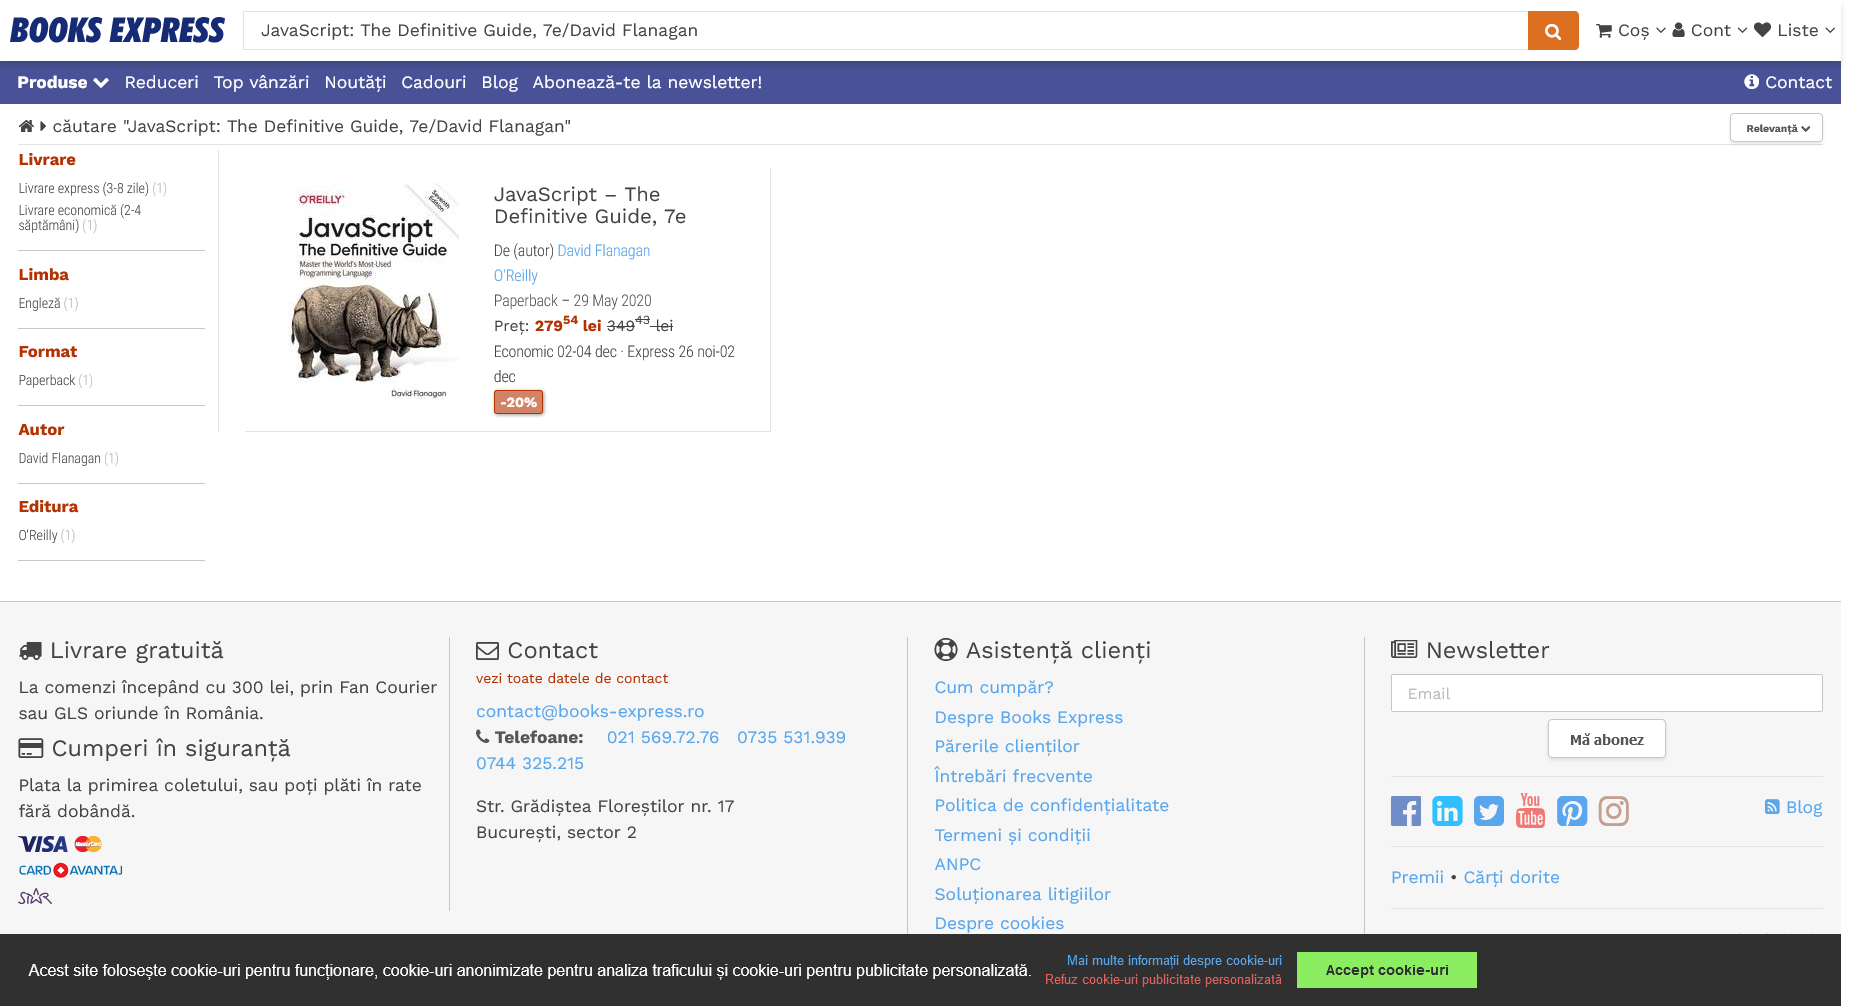 BOOKS EXPRESS
JavaScript: The Definitive Guide, 7e/David Flanagan
Coș
Cont
Liste
Produse
Reduceri
Top vânzări
Noutăți
Cadouri
Blog
Abonează-te la newsletter!
Contact
căutare "JavaScript: The Definitive Guide, 7e/David Flanagan"
Relevanță
Livrare
Livrare express (3-8 zile) (1)
Livrare economică (2-4
săptămâni) (1)
Limba
Engleză (1)
Format
Paperback (1)
Autor
David Flanagan (1)
Editura
O'Reilly (1)
O'REILLY
Seventh
Edition
JavaScript
The Definitive Guide
Master the World's Most-Used
Programming Language
David Flanagan
JavaScript – The
Definitive Guide, 7e
De (autor) David Flanagan
O'Reilly
Paperback – 29 May 2020
Preț: 279⁵⁴ lei 349⁴³ lei
Economic 02-04 dec · Express 26 noi-02
dec
-20%
Livrare gratuită
La comenzi începând cu 300 lei, prin Fan Courier
sau GLS oriunde în România.
Cumperi în siguranță
Plata la primirea coletului, sau poți plăti în rate
fără dobândă.
VISA MasterCard
CARD AVANTAJ
STAR
Contact
vezi toate datele de contact
contact@books-express.ro
Telefoane: 021 569.72.76 0735 531.939
0744 325.215
Str. Grădiștea Floreștilor nr. 17
București, sector 2
Asistență clienți
Cum cumpăr?
Despre Books Express
Părerile clienților
Întrebări frecvente
Politica de confidențialitate
Termeni și condiții
ANPC
Soluționarea litigiilor
Despre cookies
Newsletter
Email
Mă abonez
You
Tube
Blog
Premii • Cărți dorite
Acest site folosește cookie-uri pentru funcționare, cookie-uri anonimizate pentru analiza traficului și cookie-uri pentru publicitate personalizată.
Mai multe informații despre cookie-uri
Refuz cookie-uri publicitate personalizată
Accept cookie-uri